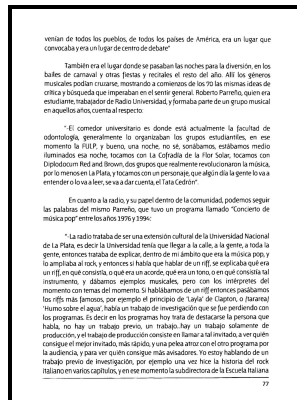 venían de todos los pueblos, de todos los países de América, era un lugar que
convocaba y era un lugar de centro de debate"
También era el lugar donde se pasaban las noches para la diversión, en los
bailes de carnaval y otras fiestas y recitales el resto del año. Allí los géneros
musicales podían cruzarse, mostrando a comienzos de los 70 las mismas ideas de
crítica y búsqueda que imperaban en el sentir general. Roberto Parreño, quien era
estudiante, trabajador de Radio Universidad, y formaba parte de un grupo musical
en aquellos años, cuenta al respecto:
"-El comedor universitario es donde está actualmente la facultad de
odontología, generalmente lo organizaban los grupos estudiantiles, en ese
momento la FULP, y bueno, una noche, no sé, sonábamos, estábamos medio
iluminados esa noche, tocamos con la Cofradía de la Flor Solar, tocamos con
Diplodocum Red and Brown, dos grupos que realmente revolucionaron la música,
por lo menos en La Plata, y tocamos con un personaje, que algún día la gente lo va a
entender o lo va a leer, se va a dar cuenta, el Tata Cedrón".
En cuanto a la radio, y su papel dentro de la comunidad, podemos seguir
las palabras del mismo Parreño, que tuvo un programa llamado "Concierto de
música pop" entre los años 1976 y 1994:
"-La radio trataba de ser una extensión cultural de la Universidad Nacional
de La Plata, es decir la Universidad tenía que llegar a la calle, a la gente, a toda la
gente, entonces trataba de explicar, dentro de mi ámbito que era la música pop, y
lo ampliaba al rock, y entonces si había que hablar de un riff, se explicaba qué era
un riff, en qué consistía, o qué era un acorde, qué era un tono, o en qué consistía tal
instrumento, y dábamos ejemplos musicales, pero con los intérpretes del
momento con temas del momento. Si hablábamos de un riff entonces pasábamos
los riffs más famosos, por ejemplo el principio de 'Layla' de Clapton, o /tararea/
'Humo sobre el agua', había un trabajo de investigación que se fue perdiendo con
los programas. Es decir en los programas hoy trata de destacarse la persona que
habla, no hay un trabajo previo, un trabajo..hay un trabajo solamente de
producción, y el trabajo de producción consiste en llamar a tal invitado, a ver quién
consigue el mejor invitado, más rápido, y una pelea atroz con el otro programa por
la audiencia, y para ver quién consigue más avisadores. Yo estoy hablando de un
trabajo previo de investigación, por ejemplo una vez hice la historia del rock
italiano en varios capítulos, y en ese momento la secundaria de la Escuela Italiana
77